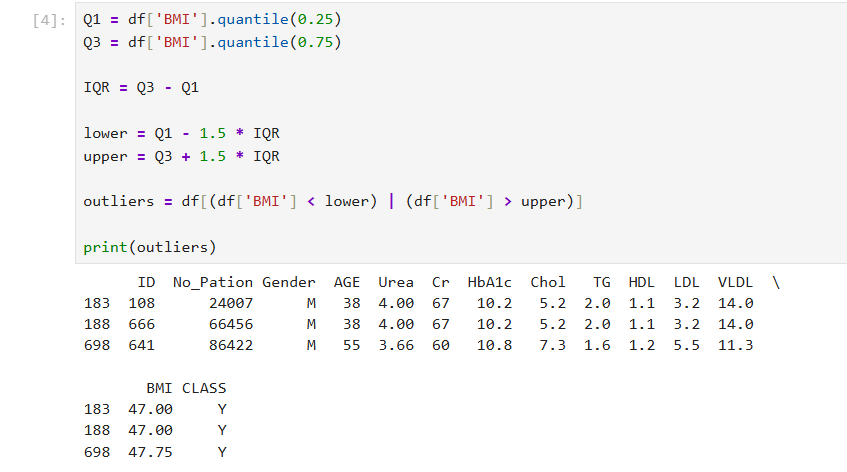 [4]:
Q1 = df['BMI'].quantile(0.25)
Q3 = df['BMI'].quantile(0.75)
IQR = Q3 - Q1
lower = Q1 - 1.5 * IQR
upper = Q3 + 1.5 * IQR
outliers = df[(df['BMI'] < lower) | (df['BMI'] > upper)]
print(outliers)
ID No_Pation Gender AGE Urea Cr HbA1c Chol TG HDL LDL VLDL \
183 108 24007 M 38 4.00 67 10.2 5.2 2.0 1.1 3.2 14.0
188 666 66456 M 38 4.00 67 10.2 5.2 2.0 1.1 3.2 14.0
698 641 86422 M 55 3.66 60 10.8 7.3 1.6 1.2 5.5 11.3
BMI CLASS
183 47.00 Y
188 47.00 Y
698 47.75 Y